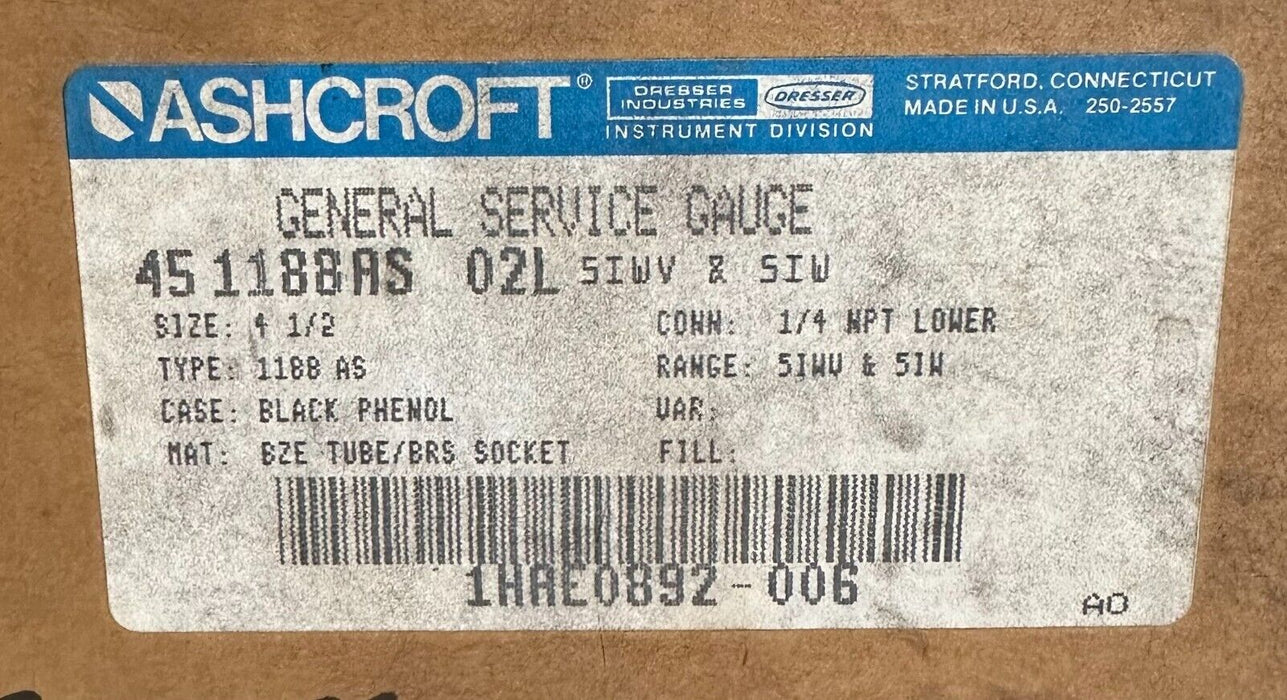 ASHCROFT®
DRESSER INDUSTRIES
DRESSER
INSTRUMENT DIVISION
STRATFORD, CONNECTICUT
MADE IN U.S.A. 250-2557
GENERAL SERVICE GAUGE
45 1188AS 02L 5IWV & 5IW
SIZE: 4 1/2
CONN: 1/4 NPT LOWER
TYPE: 1188 AS
RANGE: 5IWV & 5IW
CASE: BLACK PHENOL
VAR:
MAT: BZE TUBE/BRS SOCKET
FILL:
1HAE0892-006
AO